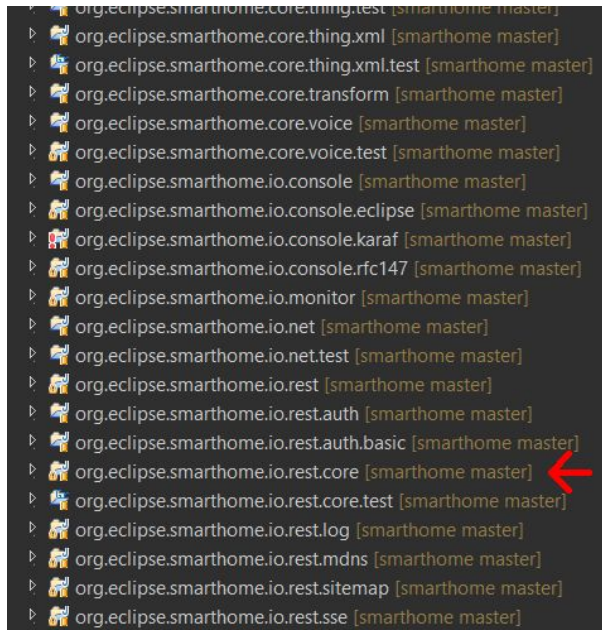 org.eclipse.smarthome.core.thing.test [smarthome master]
org.eclipse.smarthome.core.thing.xml [smarthome master]
org.eclipse.smarthome.core.thing.xml.test [smarthome master]
org.eclipse.smarthome.core.transform [smarthome master]
org.eclipse.smarthome.core.voice [smarthome master]
org.eclipse.smarthome.core.voice.test [smarthome master]
org.eclipse.smarthome.io.console [smarthome master]
org.eclipse.smarthome.io.console.eclipse [smarthome master]
org.eclipse.smarthome.io.console.karaf [smarthome master]
org.eclipse.smarthome.io.console.rfc147 [smarthome master]
org.eclipse.smarthome.io.monitor [smarthome master]
org.eclipse.smarthome.io.net [smarthome master]
org.eclipse.smarthome.io.net.test [smarthome master]
org.eclipse.smarthome.io.rest [smarthome master]
org.eclipse.smarthome.io.rest.auth [smarthome master]
org.eclipse.smarthome.io.rest.auth.basic [smarthome master]
org.eclipse.smarthome.io.rest.core [smarthome master]
org.eclipse.smarthome.io.rest.core.test [smarthome master]
org.eclipse.smarthome.io.rest.log [smarthome master]
org.eclipse.smarthome.io.rest.mdns [smarthome master]
org.eclipse.smarthome.io.rest.sitemap [smarthome master]
org.eclipse.smarthome.io.rest.sse [smarthome master]